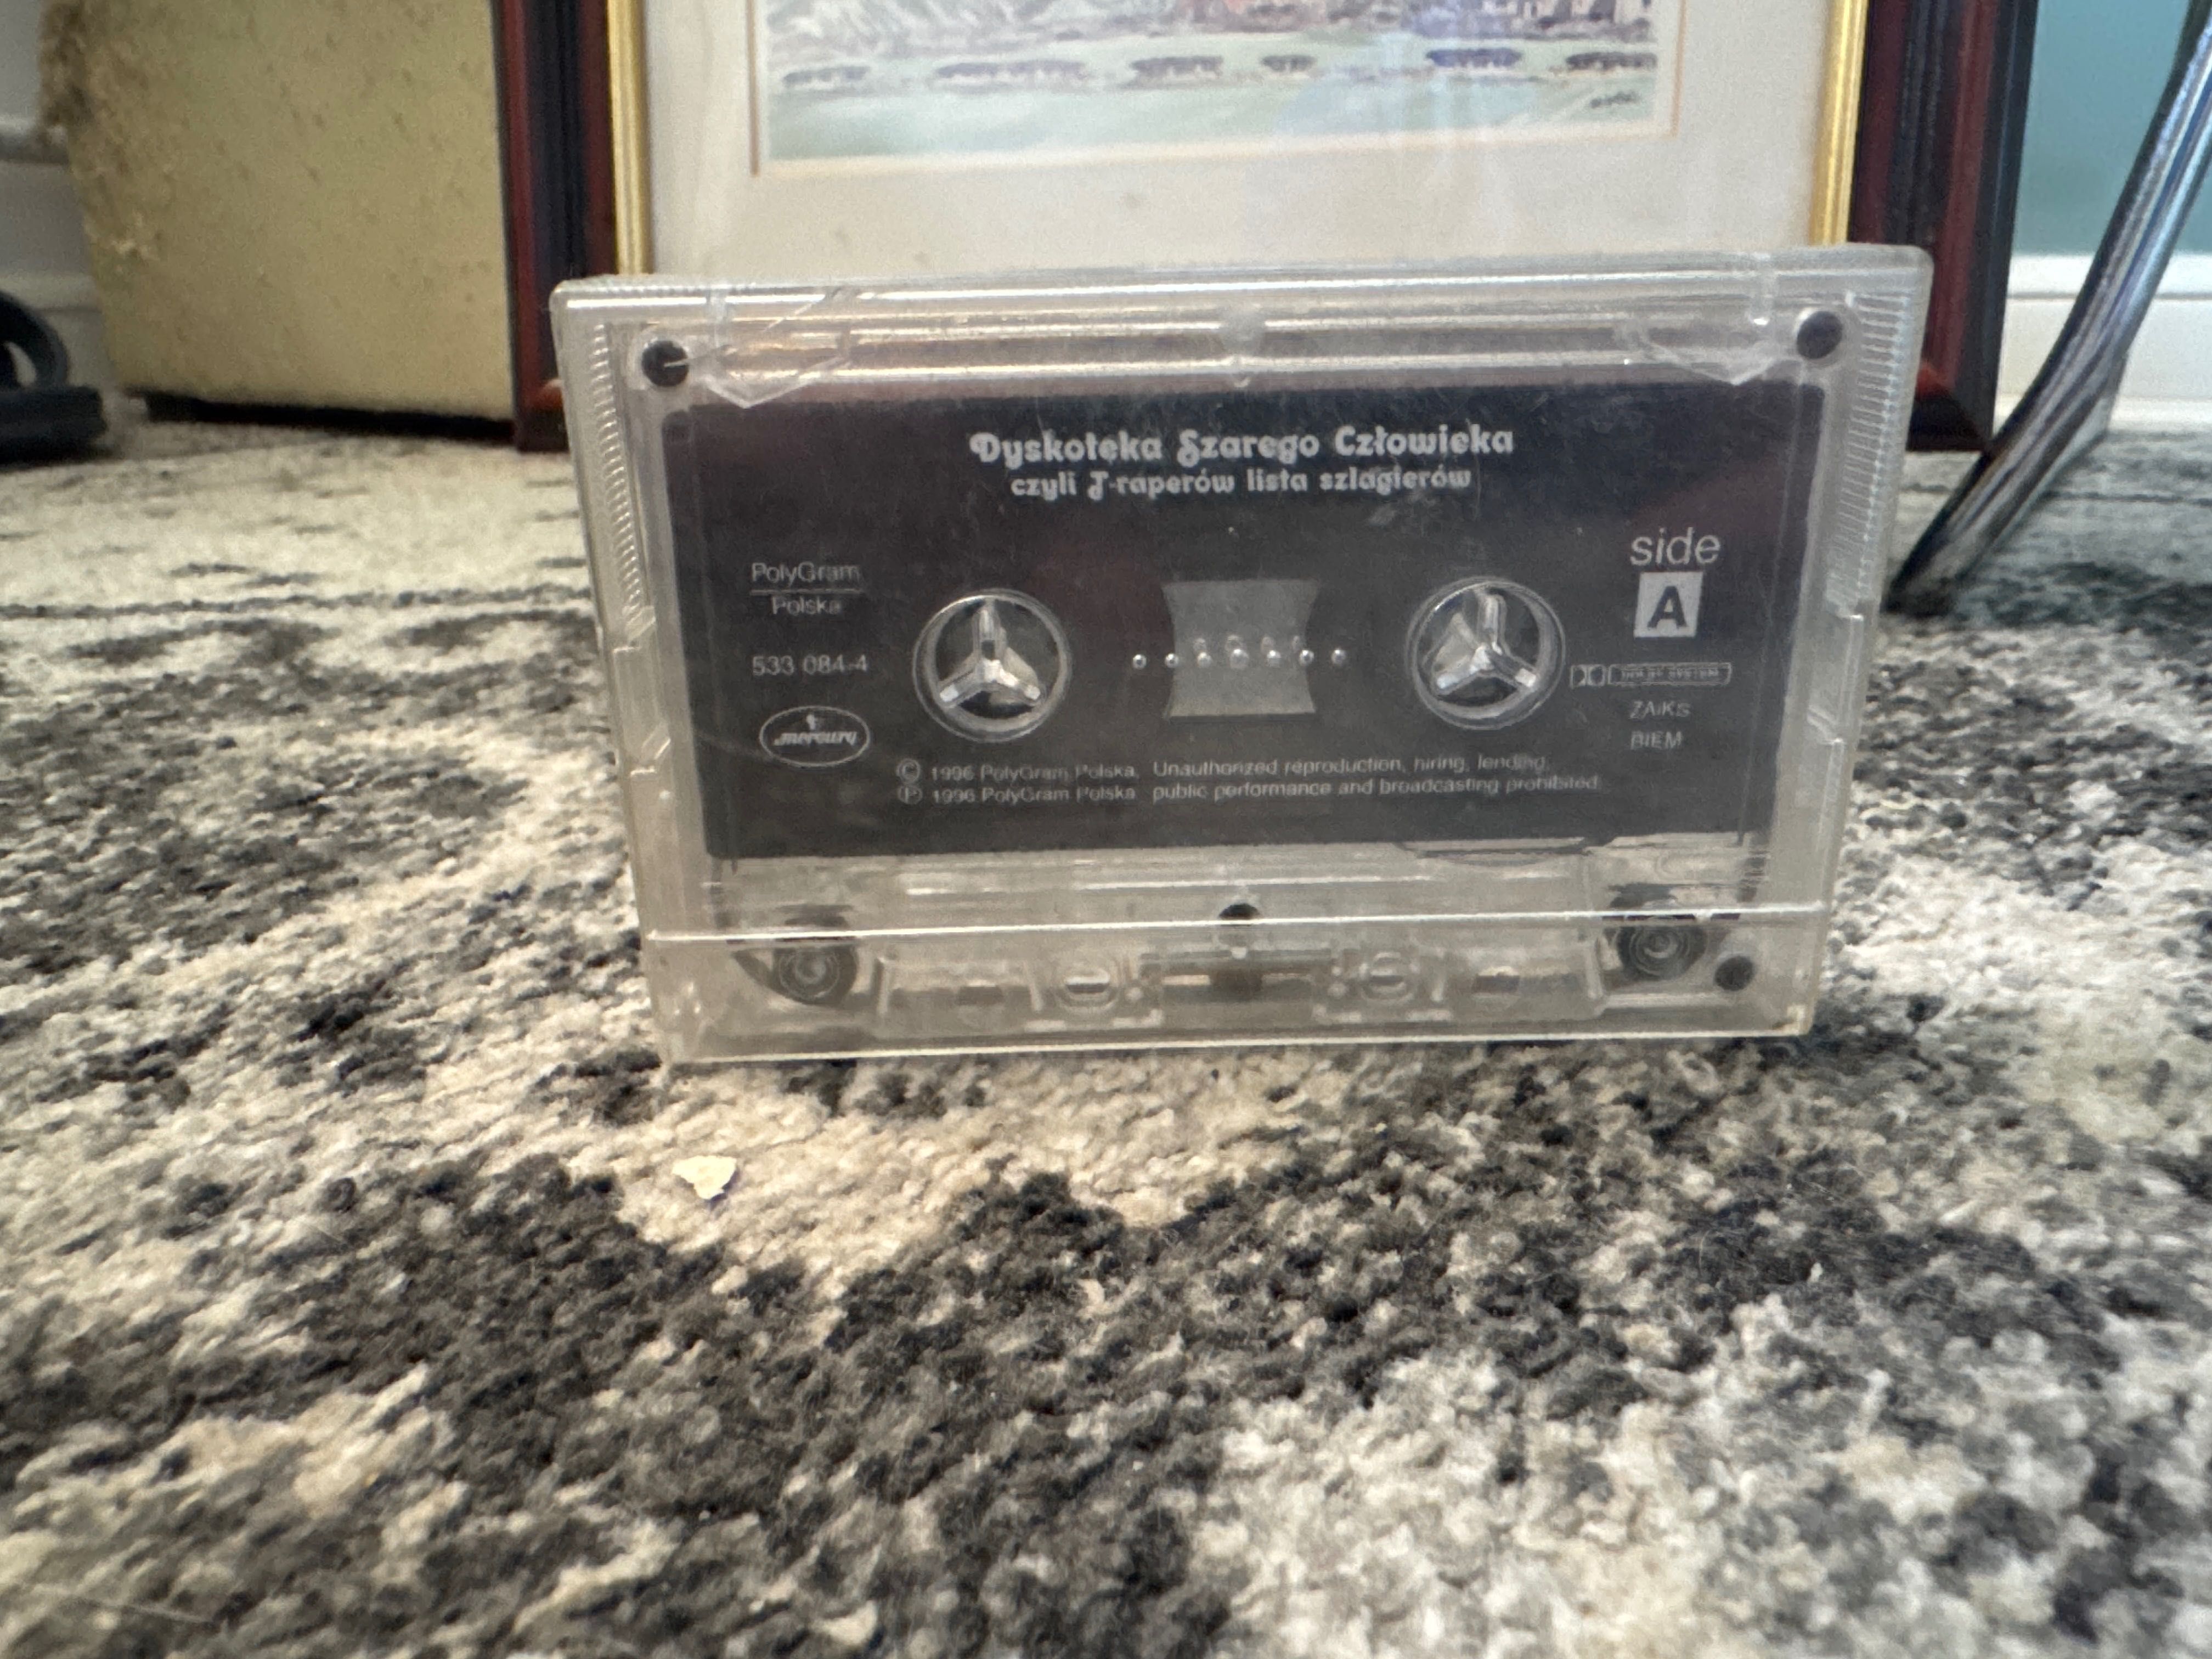 Dyskoteka Szarego Człowieka
czyli T-raperów lista szlagierów
PolyGram
Polska
533 084-4
mercury
side
A
ZAiKS
BIEM
© 1996 PolyGram Polska. Unauthorized reproduction, hiring, lending,
℗ 1996 PolyGram Polska public performance and broadcasting prohibited.